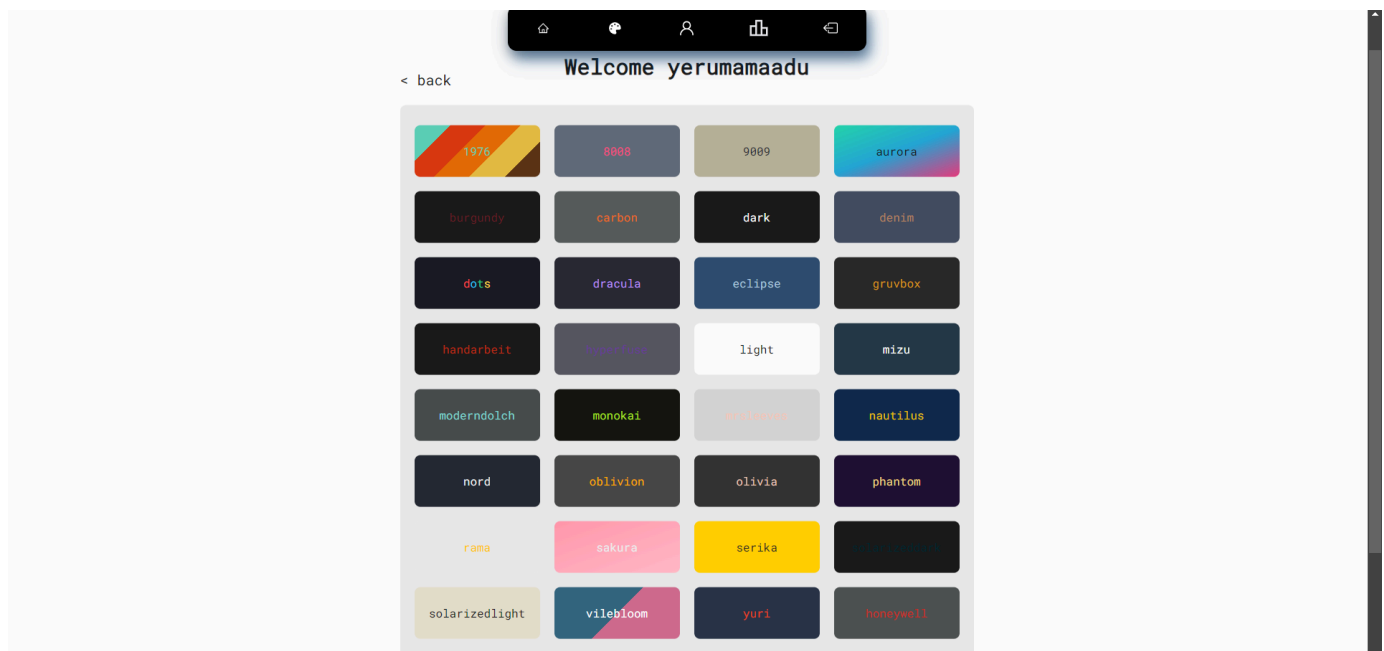 Welcome yerumamaadu
< back
1976 8008 9009 aurora
burgundy carbon dark denim
dots dracula eclipse gruvbox
handarbeit light mizu
moderndolch monokai nautilus
nord oblivion olivia phantom
rama sakura serika
solarizedlight vilebloom yuri honeywell